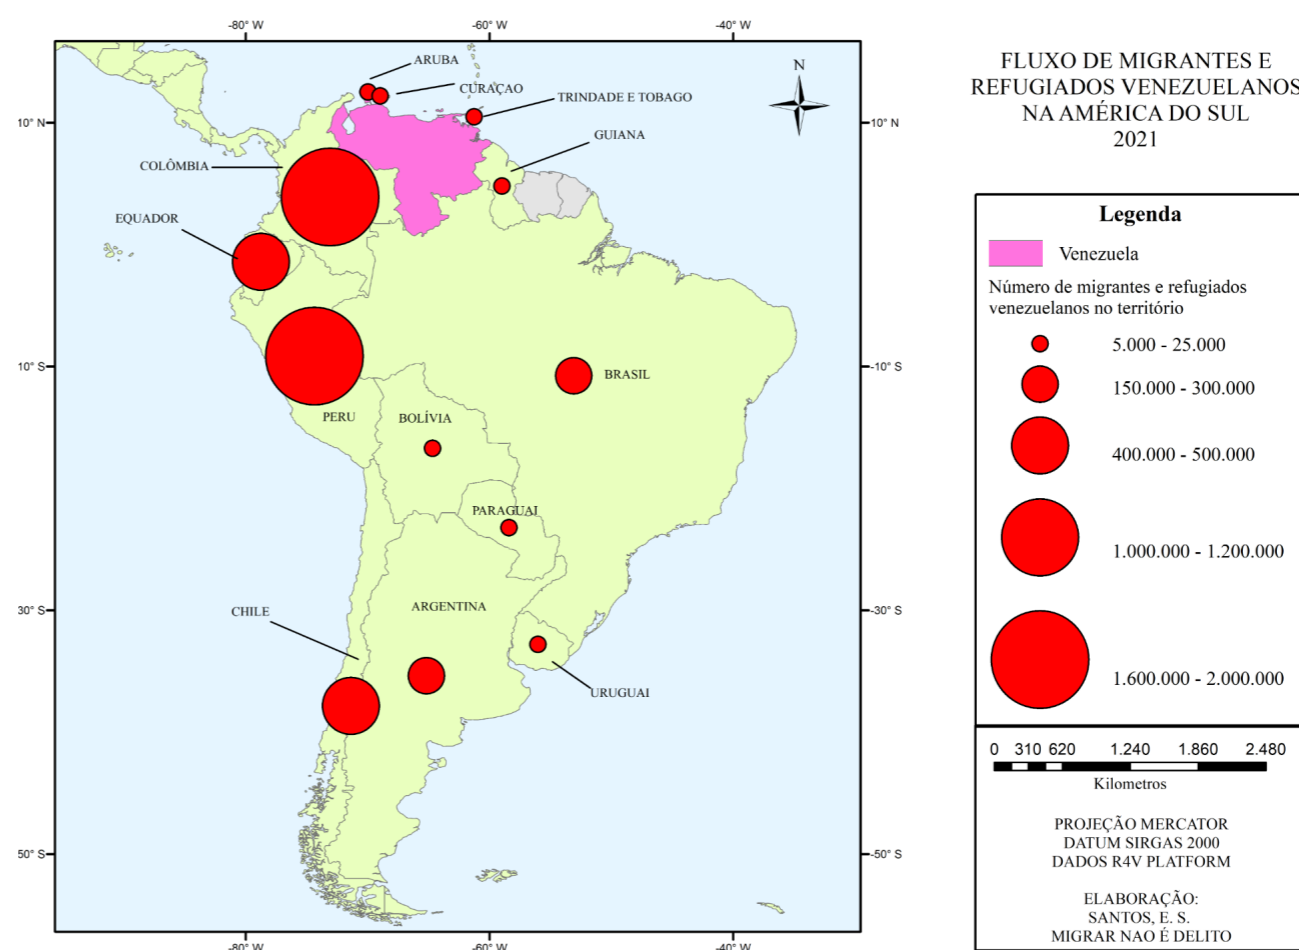 -80° W
-60° W
-40° W
ARUBA
CURAÇAO
TRINDADE E TOBAGO
N
10° N
10° N
GUIANA
COLÔMBIA
EQUADOR
10° S
-10° S
BRASIL
PERU
BOLÍVIA
PARAGUAI
30° S
-30° S
CHILE
ARGENTINA
URUGUAI
50° S
-50° S
-80° W
-60° W
-40° W
FLUXO DE MIGRANTES E
REFUGIADOS VENEZUELANOS
NA AMÉRICA DO SUL
2021
Legenda
Venezuela
Número de migrantes e refugiados
venezuelanos no território
5.000 - 25.000
150.000 - 300.000
400.000 - 500.000
1.000.000 - 1.200.000
1.600.000 - 2.000.000
0 310 620 1.240 1.860 2.480
Kilometros
PROJEÇÃO MERCATOR
DATUM SIRGAS 2000
DADOS R4V PLATFORM
ELABORAÇÃO:
SANTOS, E. S.
MIGRAR NAO É DELITO